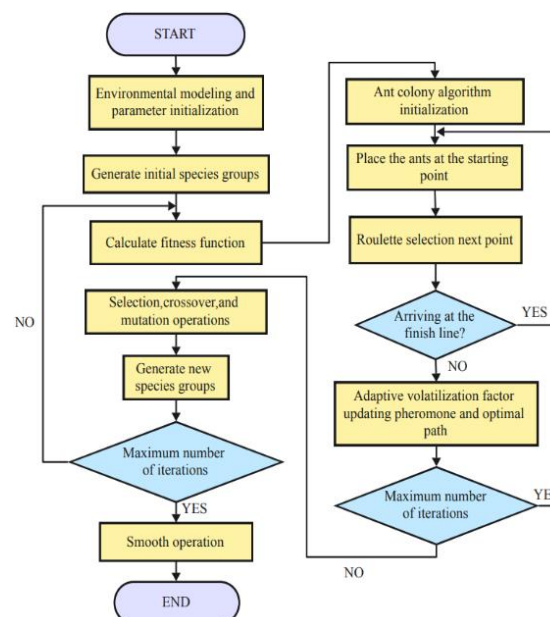 START
Environmental modeling and
parameter initialization
Generate initial species groups
Calculate fitness function
Selection,crossover,and
mutation operations
Generate new
species groups
Maximum number
of iterations
NO
YES
Smooth operation
END
Ant colony algorithm
initialization
Place the ants at the starting
point
Roulette selection next point
Arriving at the
finish line?
YES
NO
Adaptive volatilization factor
updating pheromone and optimal
path
Maximum number
of iterations
YE
NO